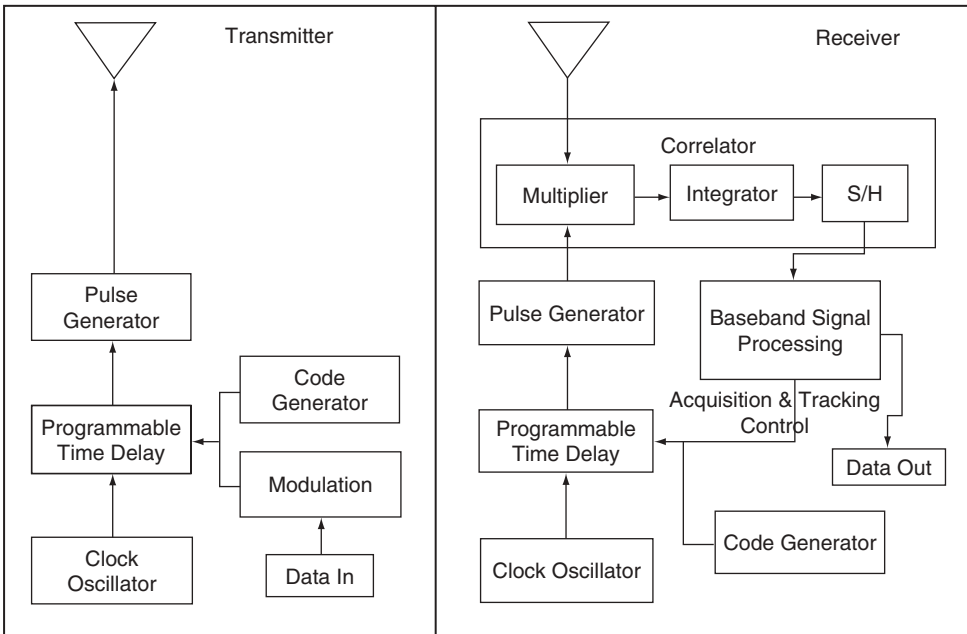 Transmitter
Pulse
Generator
Code
Generator
Programmable
Time Delay
Modulation
Clock
Oscillator
Data In
Receiver
Correlator
Multiplier
Integrator
S/H
Pulse Generator
Baseband Signal
Processing
Acquisition & Tracking
Control
Programmable
Time Delay
Data Out
Code Generator
Clock Oscillator